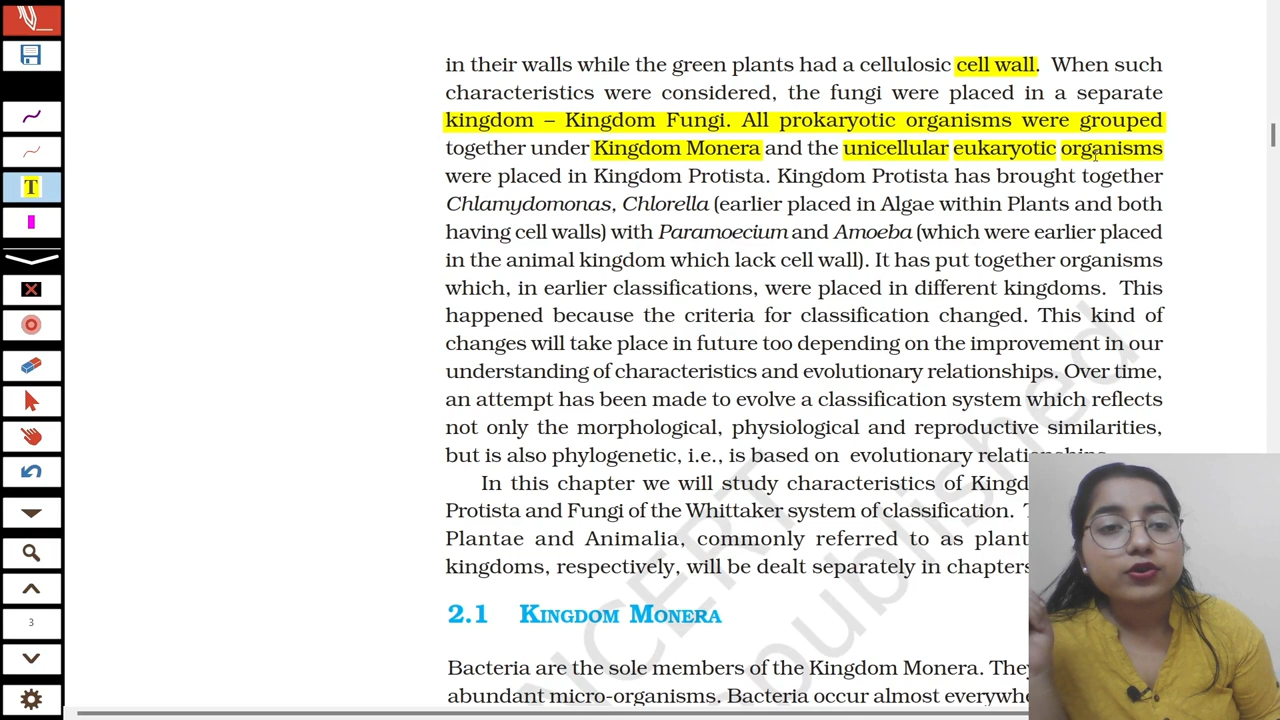 in their walls while the green plants had a cellulosic cell wall. When such
characteristics were considered, the fungi were placed in a separate
kingdom – Kingdom Fungi. All prokaryotic organisms were grouped
together under Kingdom Monera and the unicellular eukaryotic organisms
were placed in Kingdom Protista. Kingdom Protista has brought together
Chlamydomonas, Chlorella (earlier placed in Algae within Plants and both
having cell walls) with Paramoecium and Amoeba (which were earlier placed
in the animal kingdom which lack cell wall). It has put together organisms
which, in earlier classifications, were placed in different kingdoms. This
happened because the criteria for classification changed. This kind of
changes will take place in future too depending on the improvement in our
understanding of characteristics and evolutionary relationships. Over time,
an attempt has been made to evolve a classification system which reflects
not only the morphological, physiological and reproductive similarities,
but is also phylogenetic, i.e., is based on evolutionary relationships.
In this chapter we will study characteristics of
Protista and Fungi of the Whittaker system of classification.
Plantae and Animalia, commonly referred to as plant
kingdoms, respectively, will be dealt separately in chapters
2.1 KINGDOM MONERA
Bacteria are the sole members of the Kingdom Monera. They
abundant micro-organisms. Bacteria occur almost
T
3
NCERT
published